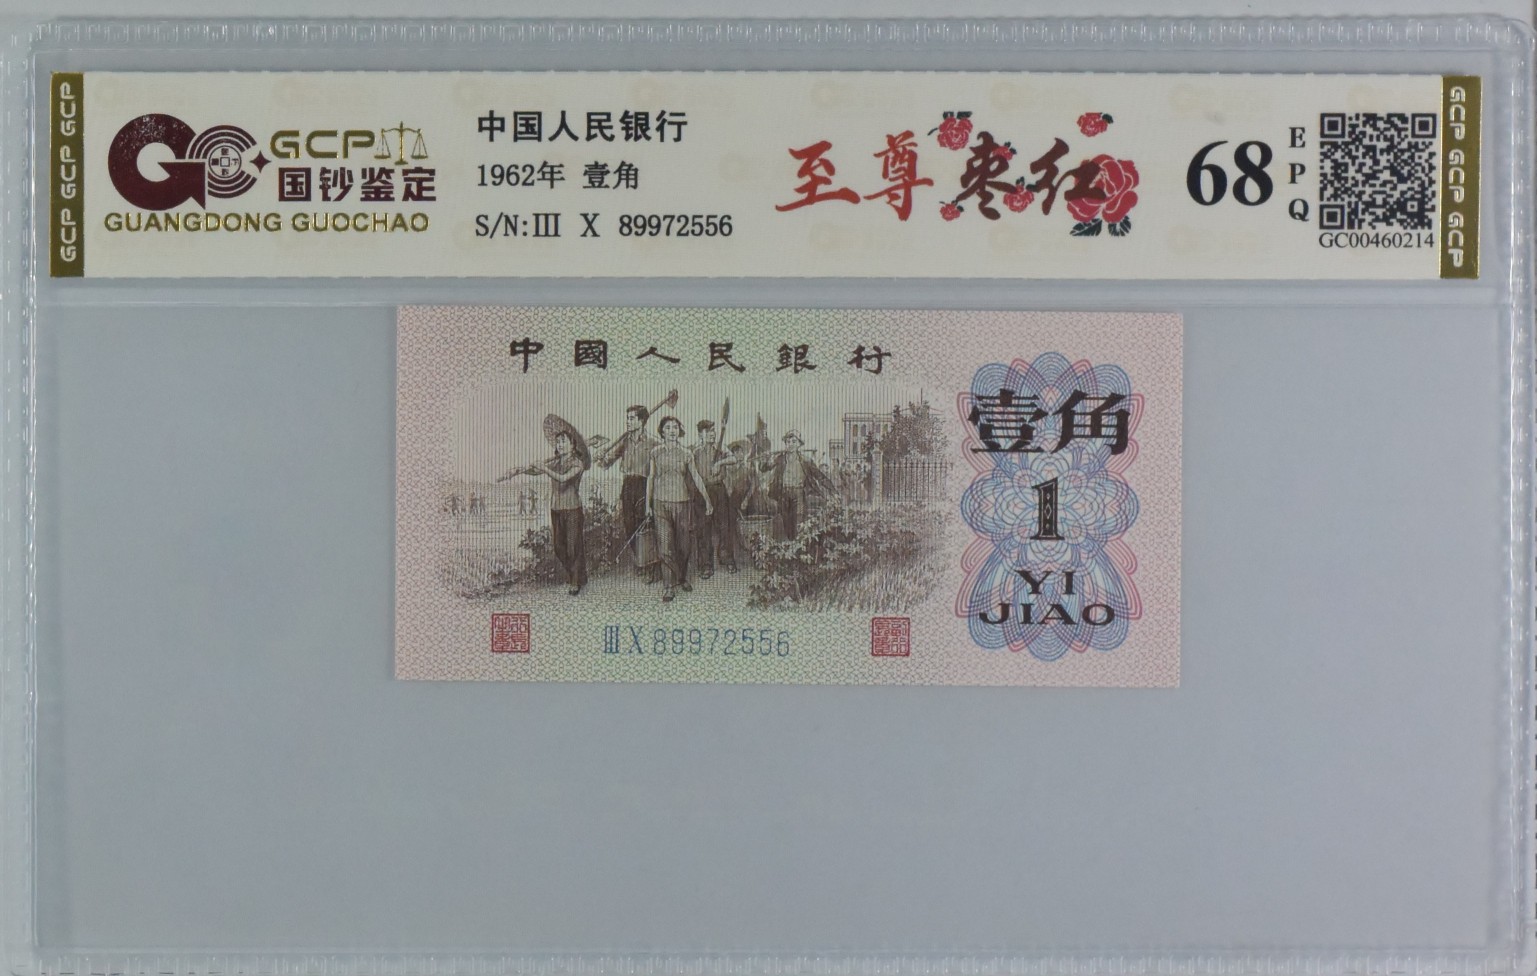 GCP GCP GCP
GCP
国钞鉴定
GUANGDONG GUOCHAO
中国人民银行
1962年 壹角
S/N:Ⅲ X 89972556
至尊枣红
68
EPQ
GC00460214
GCP GCP GCP
中國人民銀行
壹角
1
YI
JIAO
Ⅲ X 89972556